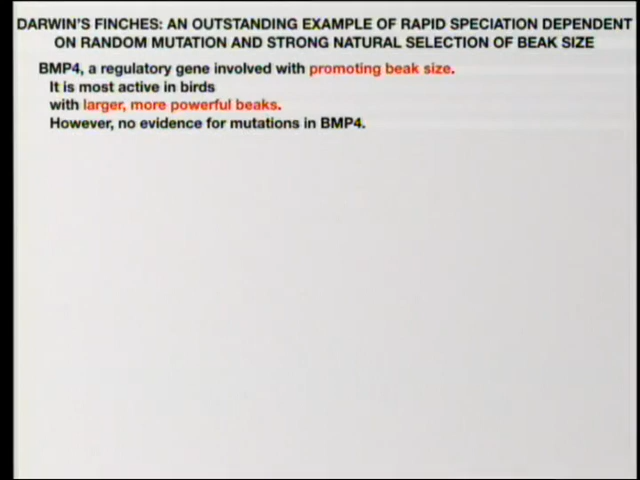 DARWIN'S FINCHES: AN OUTSTANDING EXAMPLE OF RAPID SPECIATION DEPENDENT
ON RANDOM MUTATION AND STRONG NATURAL SELECTION OF BEAK SIZE
BMP4, a regulatory gene involved with promoting beak size.
It is most active in birds
with larger, more powerful beaks.
However, no evidence for mutations in BMP4.